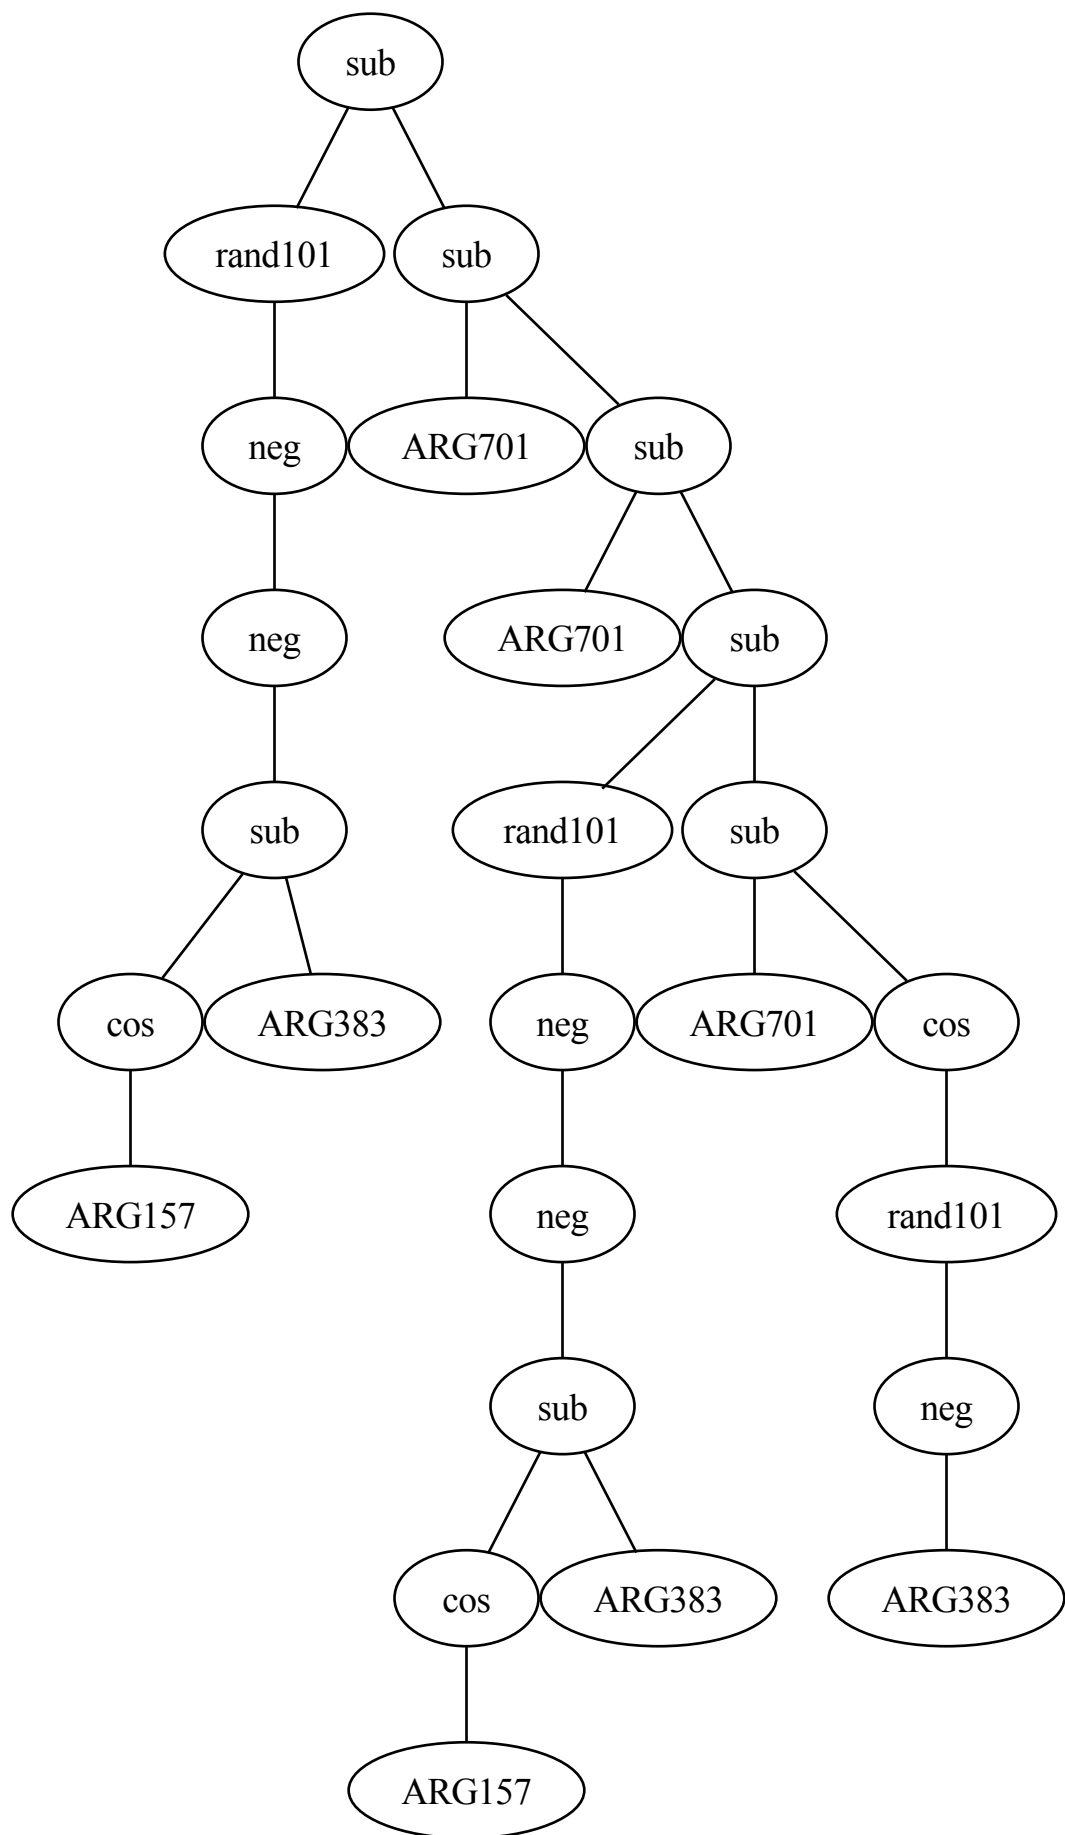 sub
rand101 sub
neg ARG701 sub
neg ARG701 sub
sub rand101 sub
cos ARG383 neg ARG701 cos
ARG157 neg rand101
sub neg
cos ARG383 ARG383
ARG157